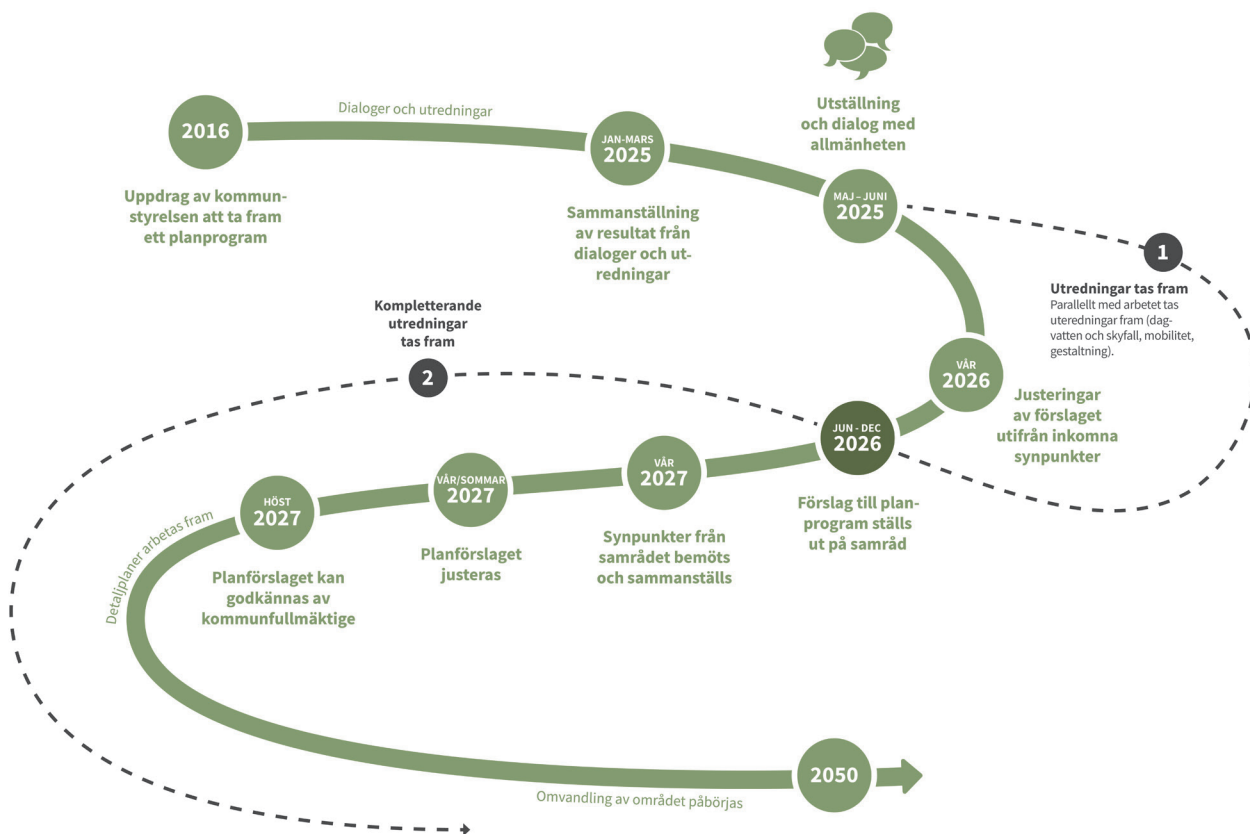 Dialoger och utredningar
2016
Uppdrag av kommun-
styrelsen att ta fram
ett planprogram
JAN-MARS
2025
Sammanställning
av resultat från
dialoger och ut-
redningar
Utställning
och dialog med
allmänheten
MAJ – JUNI
2025
1
Utredningar tas fram
Parallellt med arbetet tas
uteredningar fram (dag-
vatten och skyfall, mobilitet,
gestaltning).
VÅR
2026
Justeringar
av förslaget
utifrån inkomna
synpunkter
JUN - DEC
2026
Förslag till plan-
program ställs
ut på samråd
Kompletterande
utredningar
tas fram
2
VÅR
2027
Synpunkter från
samrådet bemöts
och sammanställs
VÅR/SOMMAR
2027
Planförslaget
justeras
HÖST
2027
Planförslaget kan
godkännas av
kommunfullmäktige
Detaljplaner arbetas fram
Omvandling av området påbörjas
2050